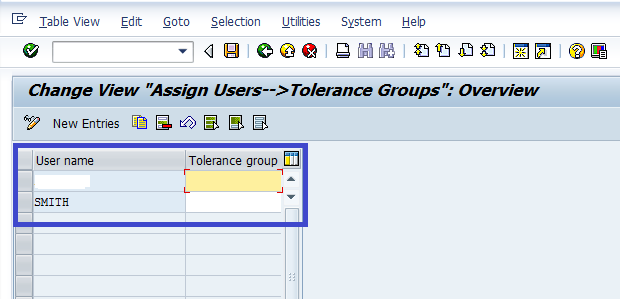 Table View Edit Goto Selection Utilities System Help
Change View "Assign Users-->Tolerance Groups": Overview
New Entries
User name Tolerance group
SMITH